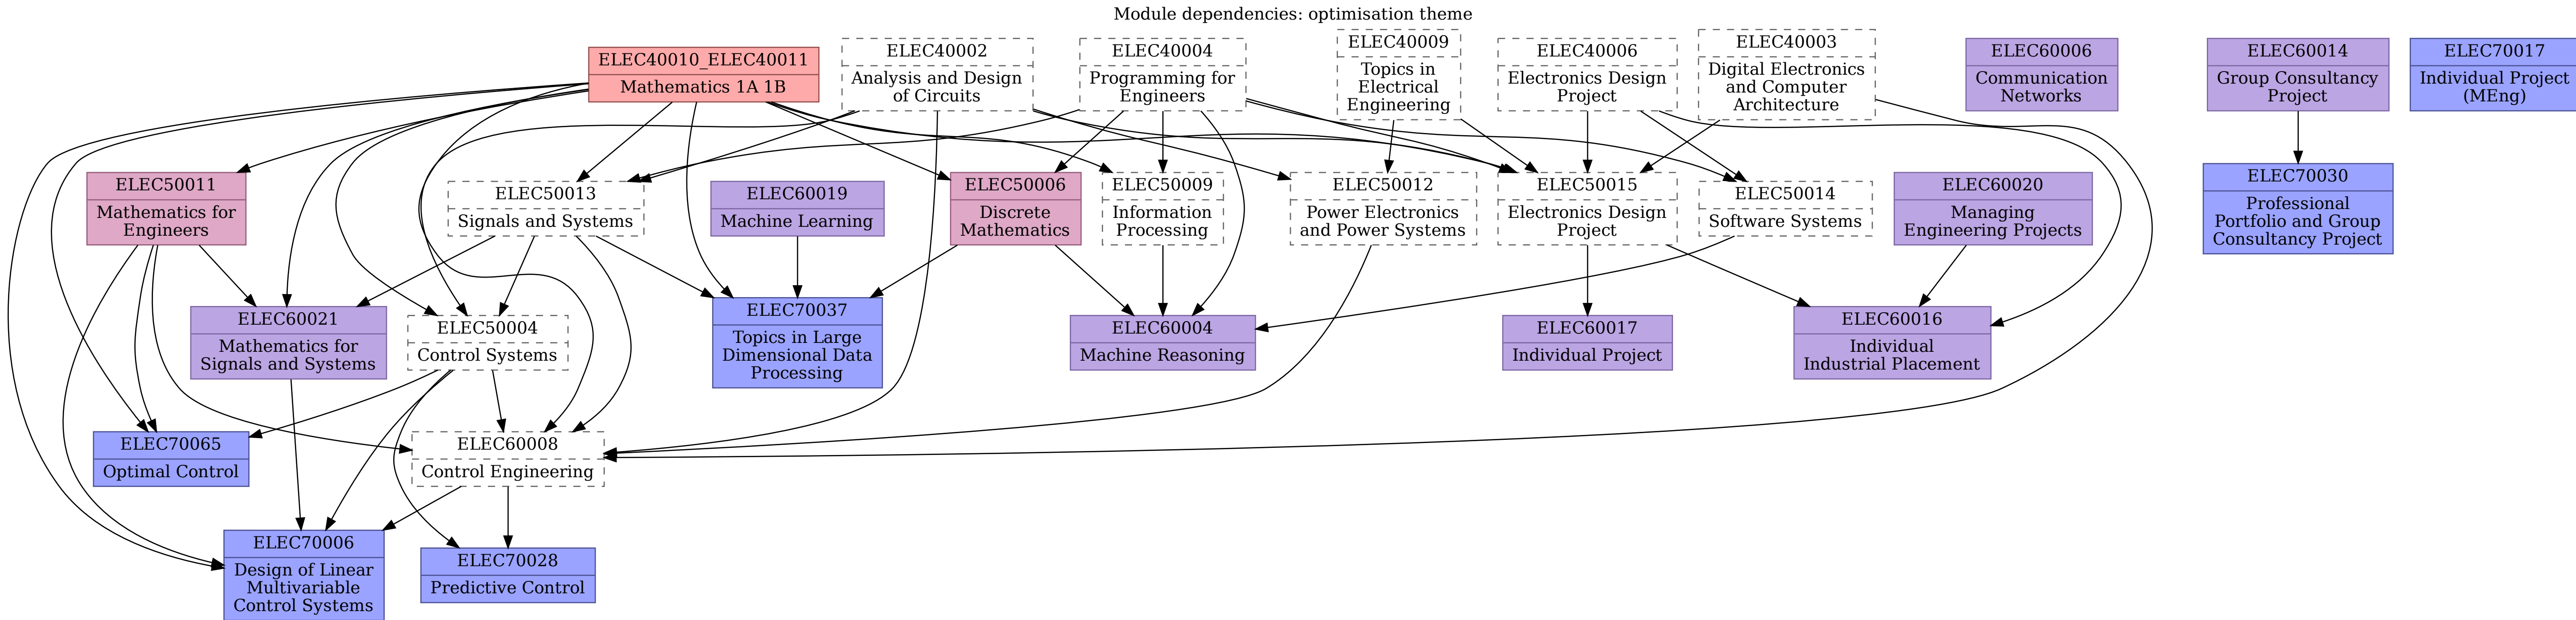 Module dependencies: optimisation theme
ELEC40010_ELEC40011
Mathematics 1A 1B
ELEC40002
Analysis and Design
of Circuits
ELEC40004
Programming for
Engineers
ELEC40009
Topics in
Electrical
Engineering
ELEC40006
Electronics Design
Project
ELEC40003
Digital Electronics
and Computer
Architecture
ELEC60006
Communication
Networks
ELEC60014
Group Consultancy
Project
ELEC70017
Individual Project
(MEng)
ELEC50011
Mathematics for
Engineers
ELEC50013
Signals and Systems
ELEC60019
Machine Learning
ELEC50006
Discrete
Mathematics
ELEC50009
Information
Processing
ELEC50012
Power Electronics
and Power Systems
ELEC50015
Electronics Design
Project
ELEC50014
Software Systems
ELEC60020
Managing
Engineering Projects
ELEC70030
Professional
Portfolio and Group
Consultancy Project
ELEC60021
Mathematics for
Signals and Systems
ELEC50004
Control Systems
ELEC70037
Topics in Large
Dimensional Data
Processing
ELEC60004
Machine Reasoning
ELEC60017
Individual Project
ELEC60016
Individual
Industrial Placement
ELEC70065
Optimal Control
ELEC60008
Control Engineering
ELEC70006
Design of Linear
Multivariable
Control Systems
ELEC70028
Predictive Control